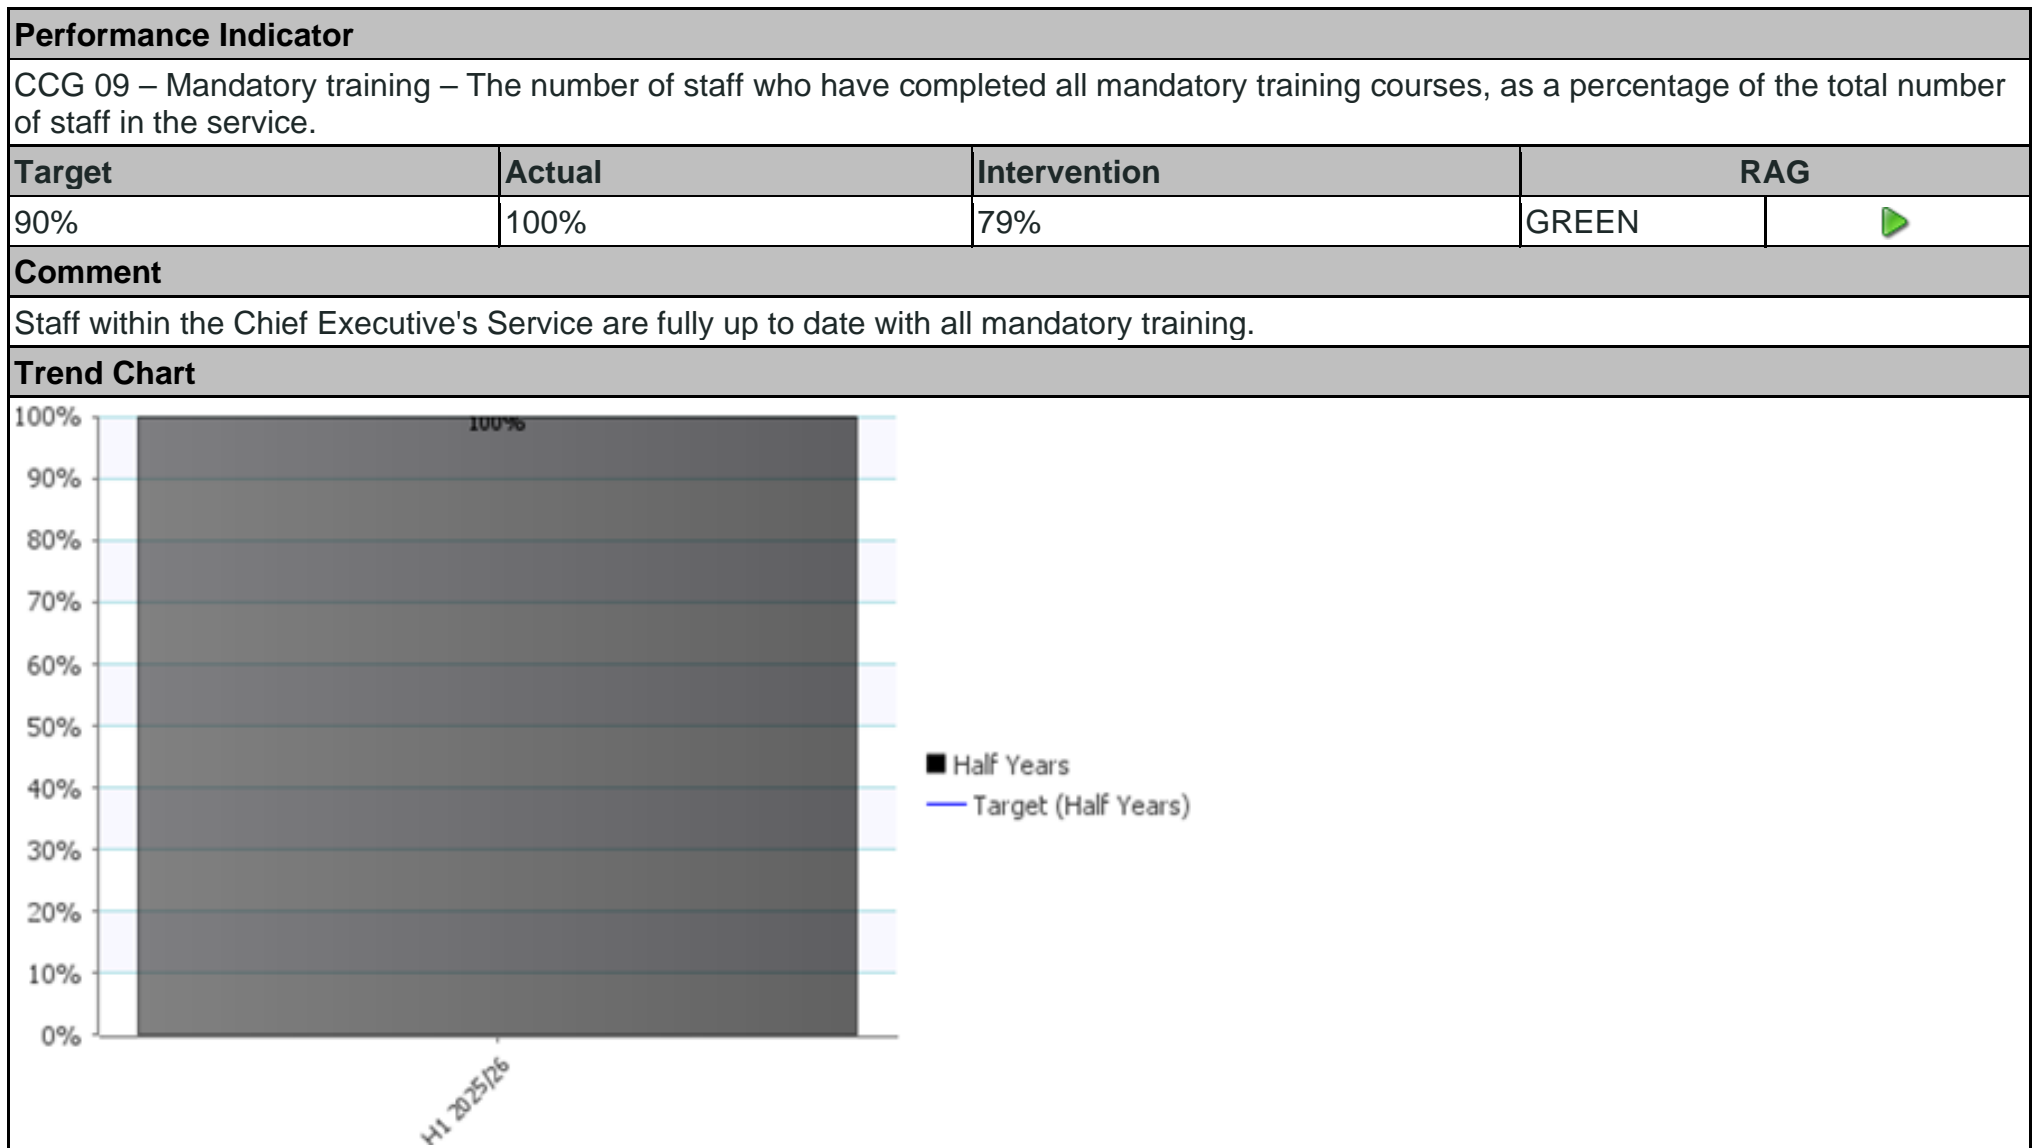 Performance Indicator
CCG 09 – Mandatory training – The number of staff who have completed all mandatory training courses, as a percentage of the total number
of staff in the service.
Target Actual Intervention RAG
90% 100% 79% GREEN
Comment
Staff within the Chief Executive's Service are fully up to date with all mandatory training.
Trend Chart
100%
100%
90%
80%
70%
60%
50%
40%
30%
20%
10%
0%
H1 2025/26
Half Years
Target (Half Years)